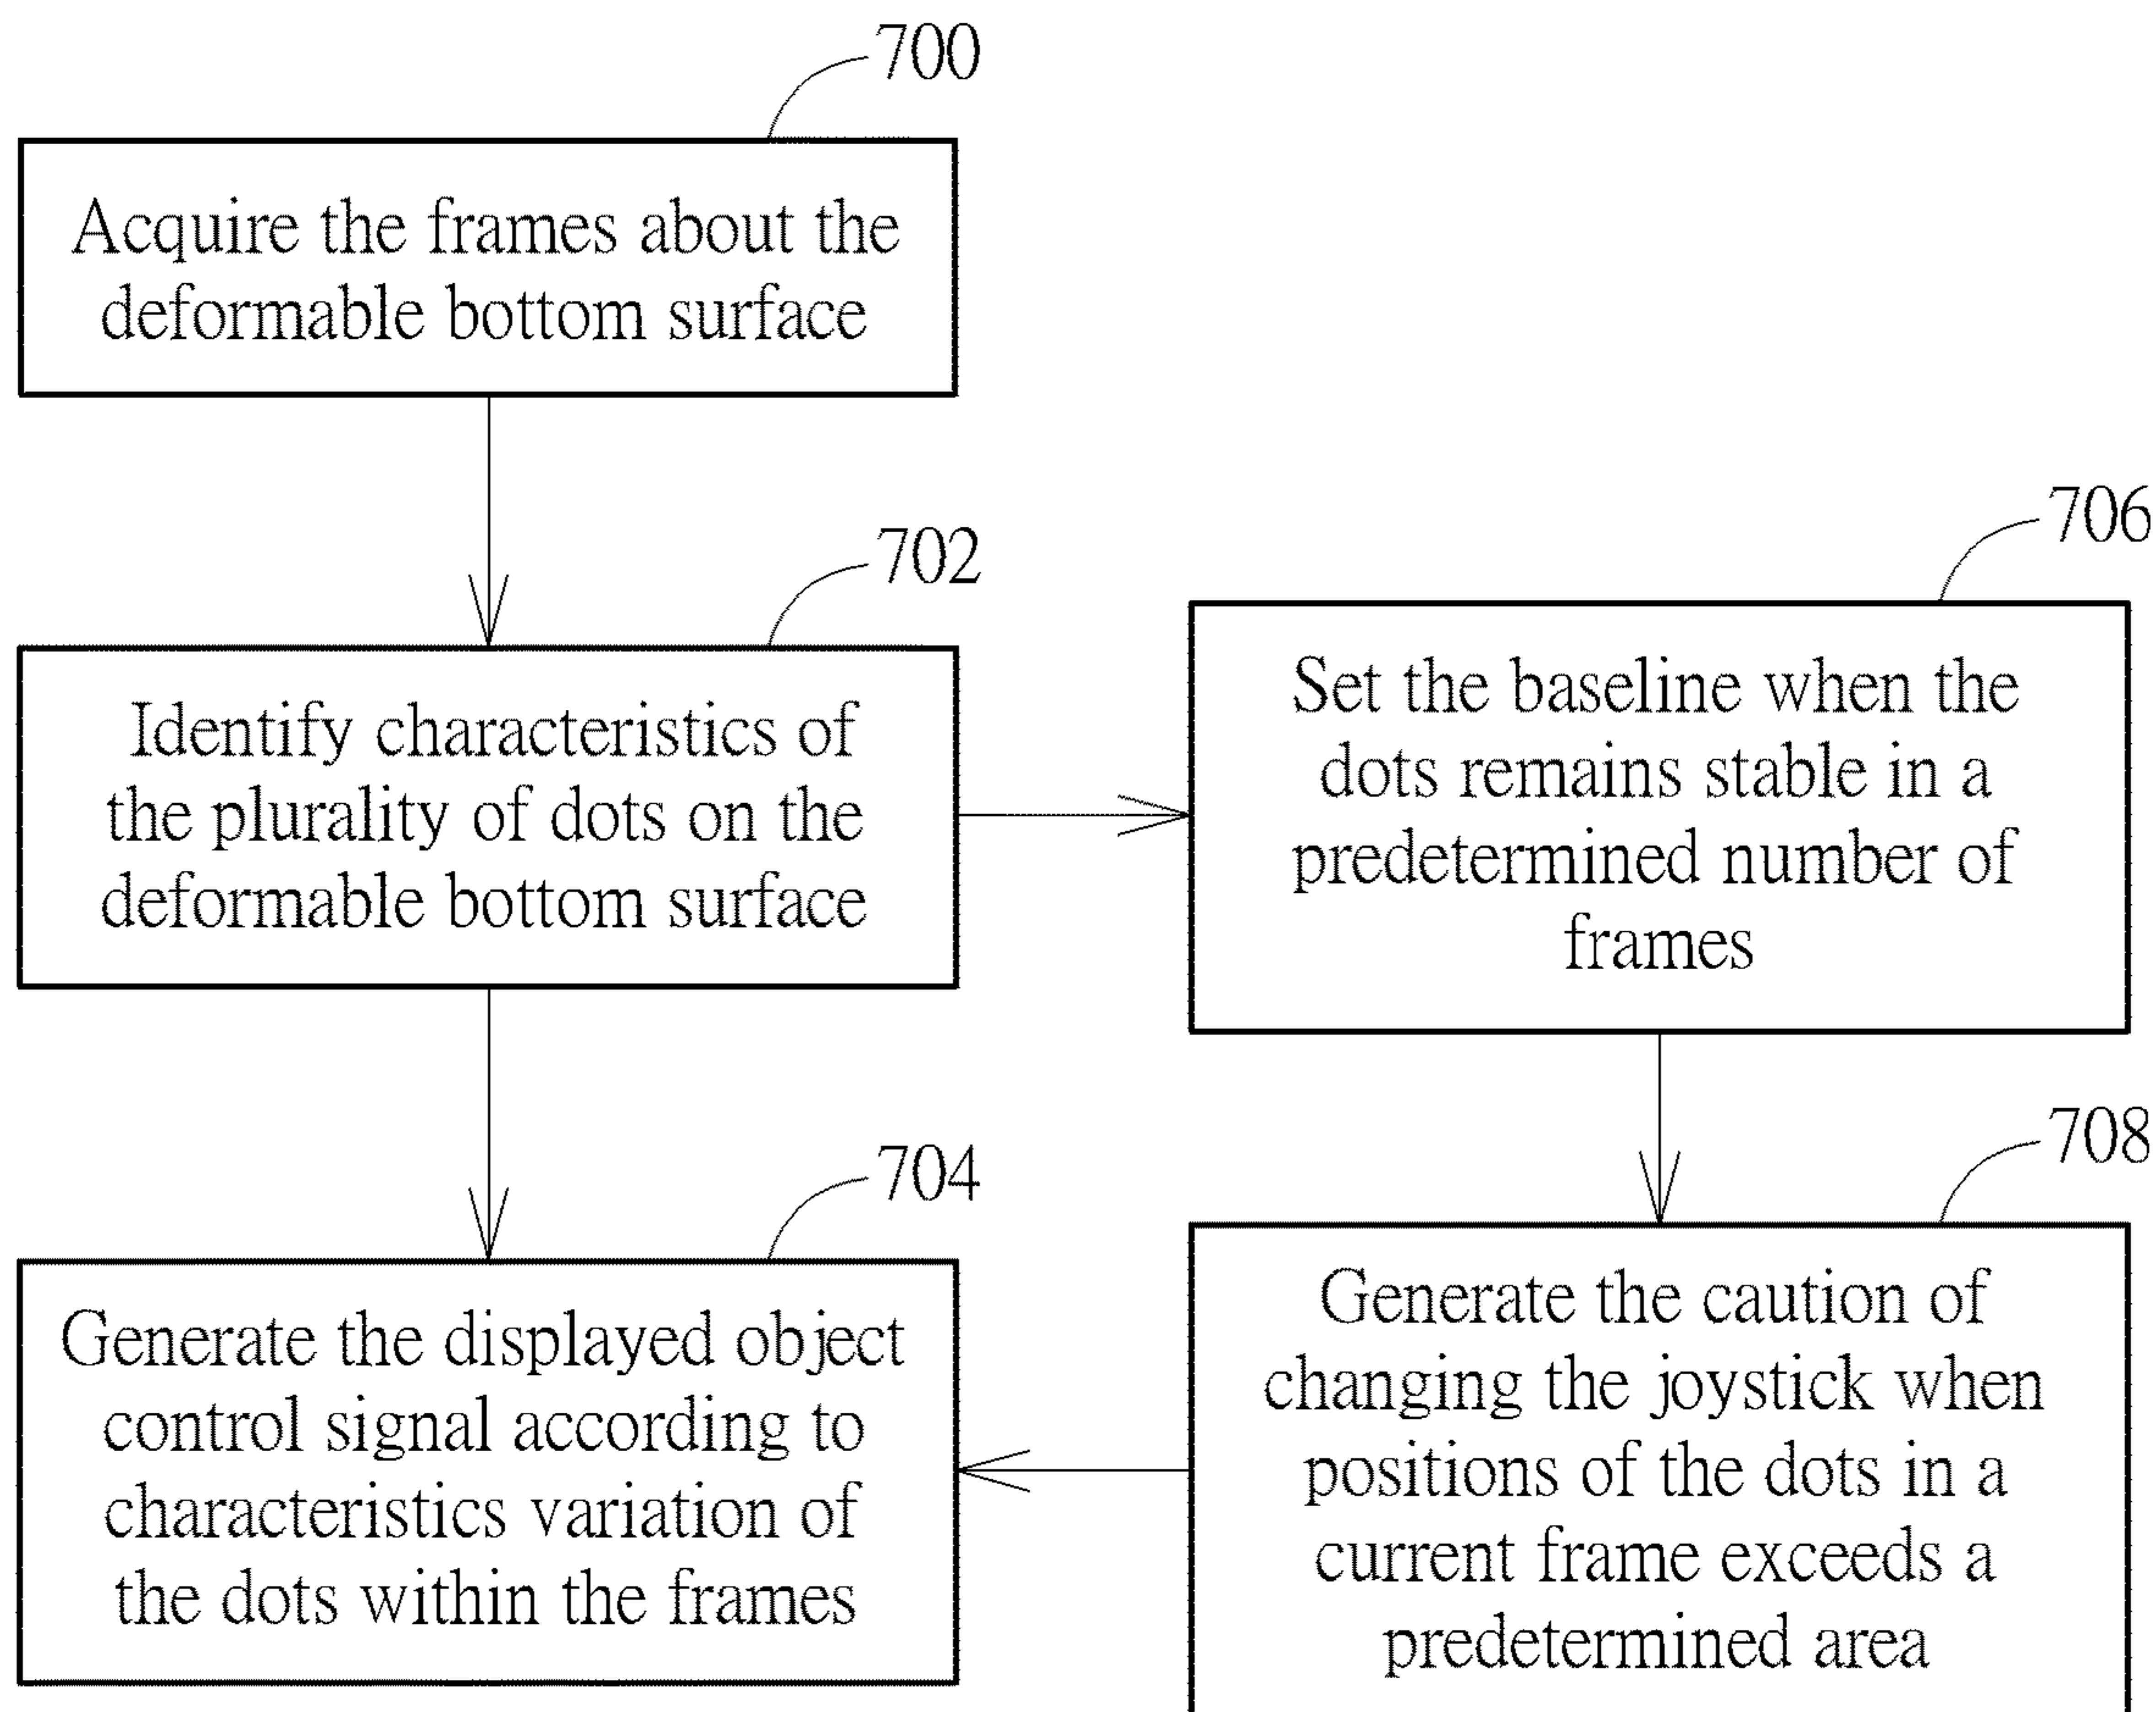 700
Acquire the frames about the
deformable bottom surface
702
Identify characteristics of
the plurality of dots on the
deformable bottom surface
704
Generate the displayed object
control signal according to
characteristics variation of
the dots within the frames
706
Set the baseline when the
dots remains stable in a
predetermined number of
frames
708
Generate the caution of
changing the joystick when
positions of the dots in a
current frame exceeds a
predetermined area